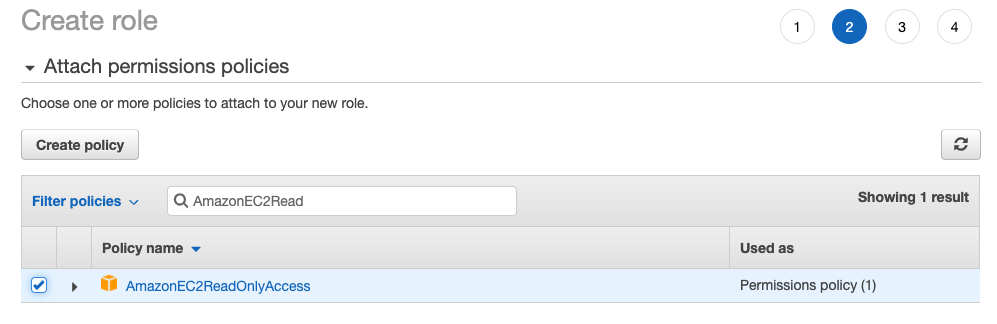 Create role
1 2 3 4
Attach permissions policies
Choose one or more policies to attach to your new role.
Create policy
Filter policies AmazonEC2Read Showing 1 result
Policy name Used as
AmazonEC2ReadOnlyAccess Permissions policy (1)